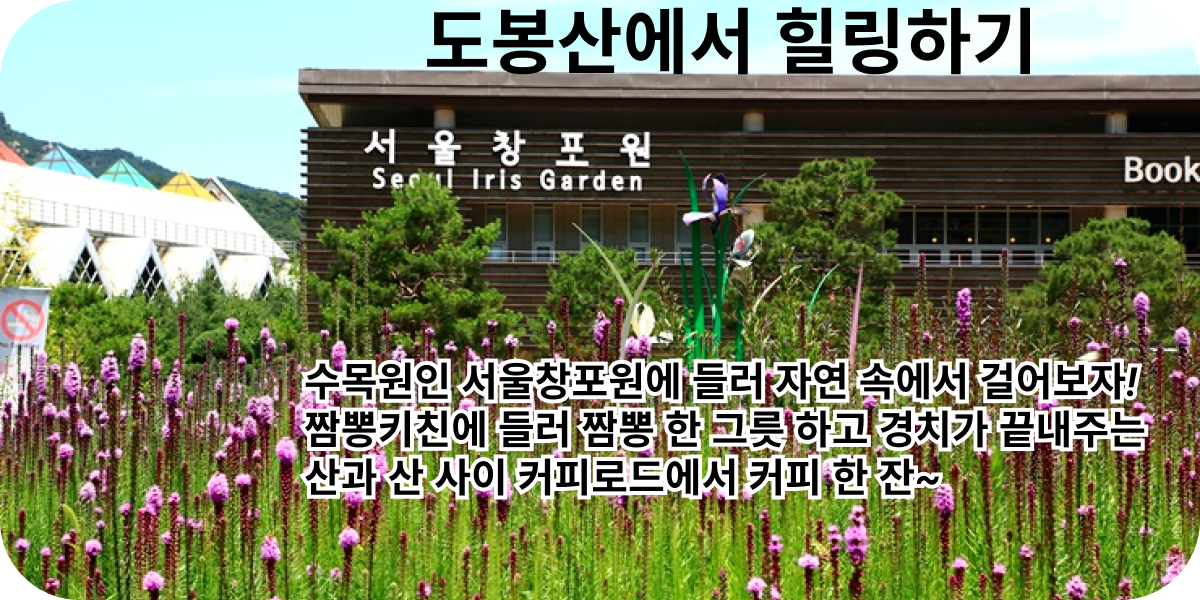 도봉산에서 힐링하기
서울창포원
Seoul Iris Garden
Book
수목원인 서울창포원에 들러 자연 속에서 걸어보자!
짬뽕키친에 들러 짬뽕 한 그릇 하고 경치가 끝내주는
산과 산 사이 커피로드에서 커피 한 잔~